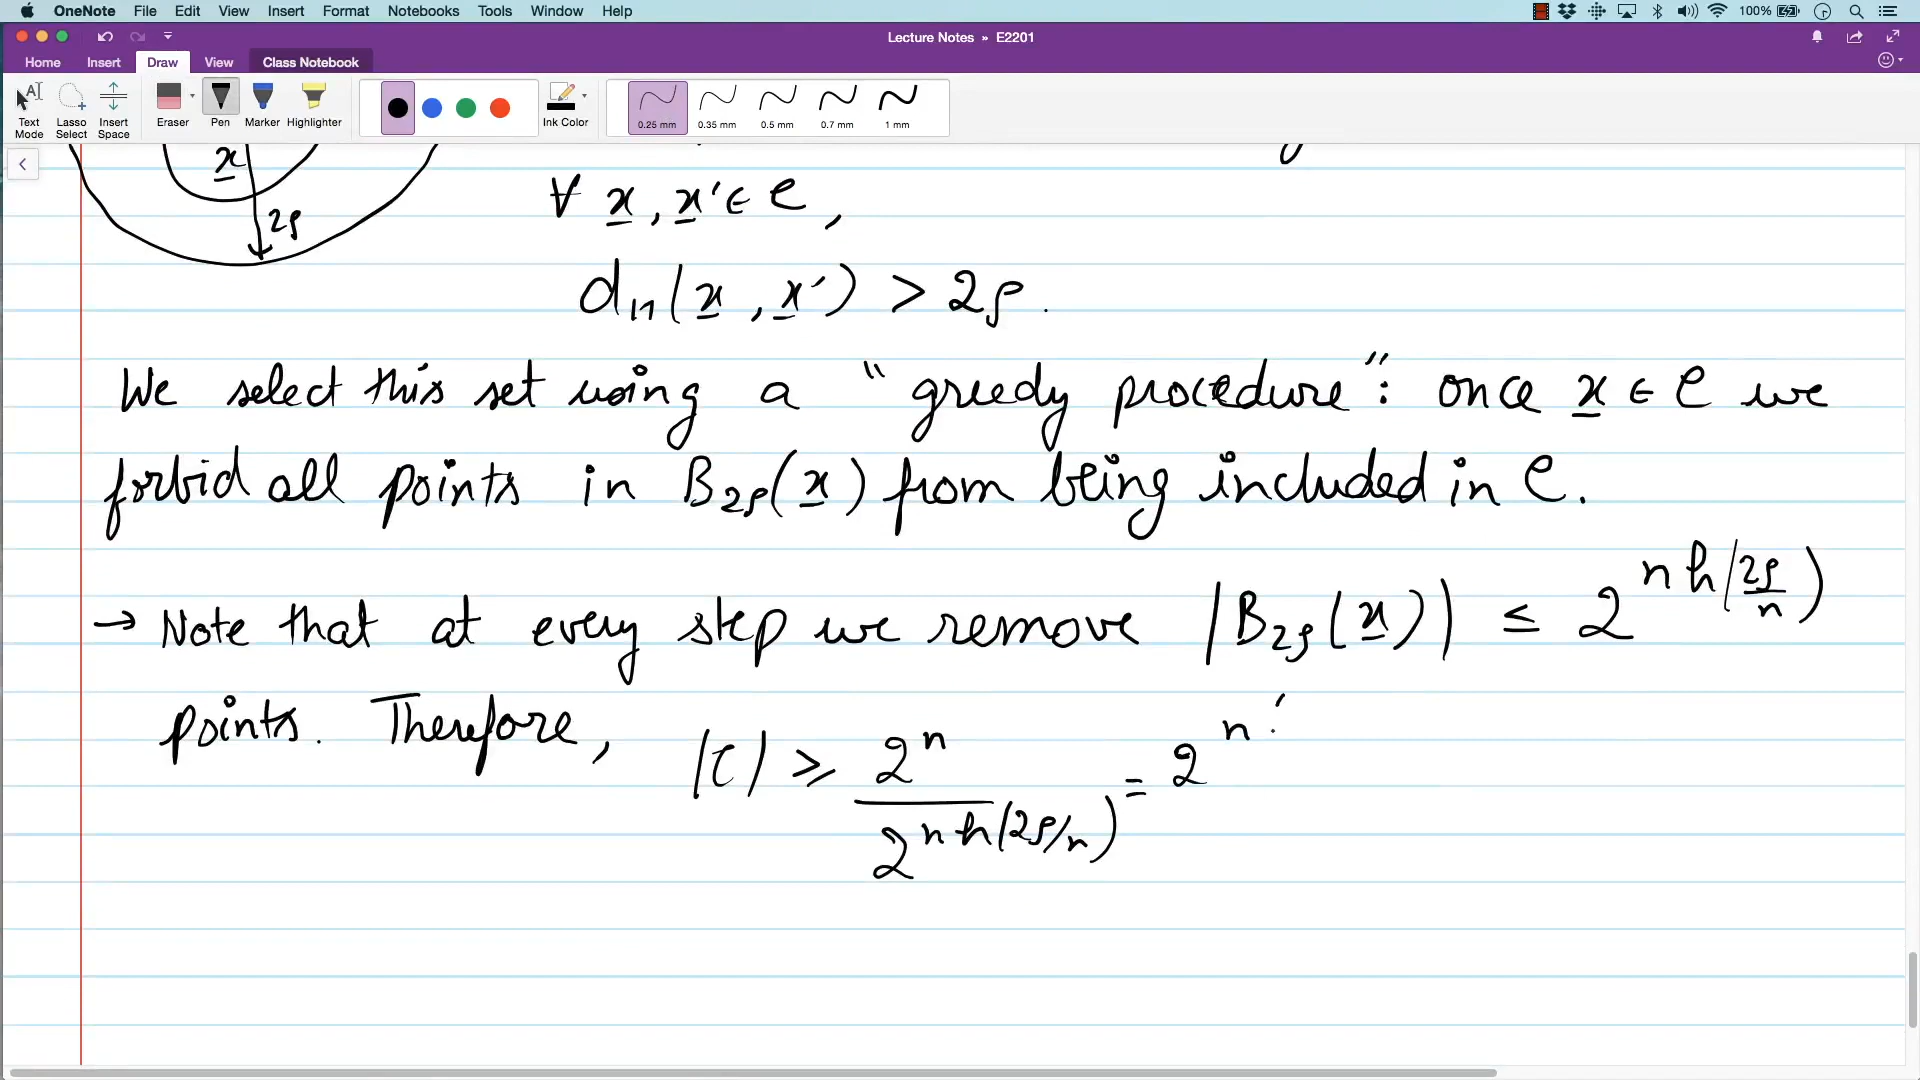 OneNote File Edit View Insert Format Notebooks Tools Window Help 100%
Lecture Notes » E2201
Home Insert Draw View Class Notebook
Text Mode Lasso Select Insert Space Eraser Pen Marker Highlighter Ink Color 0.25 mm 0.35 mm 0.5 mm 0.7 mm 1 mm
x
2ρ
∀ x, x' ∈ C,
d_H(x, x') > 2ρ.
We select this set using a "greedy procedure": once x ∈ C we
forbid all points in B_{2ρ}(x) from being included in C.
→ Note that at every step we remove |B_{2ρ}(x)| ≤ 2^{n h(2ρ/n)}
points. Therefore, |C| ≥ 2^n / 2^{n h(2ρ/n)} = 2^n